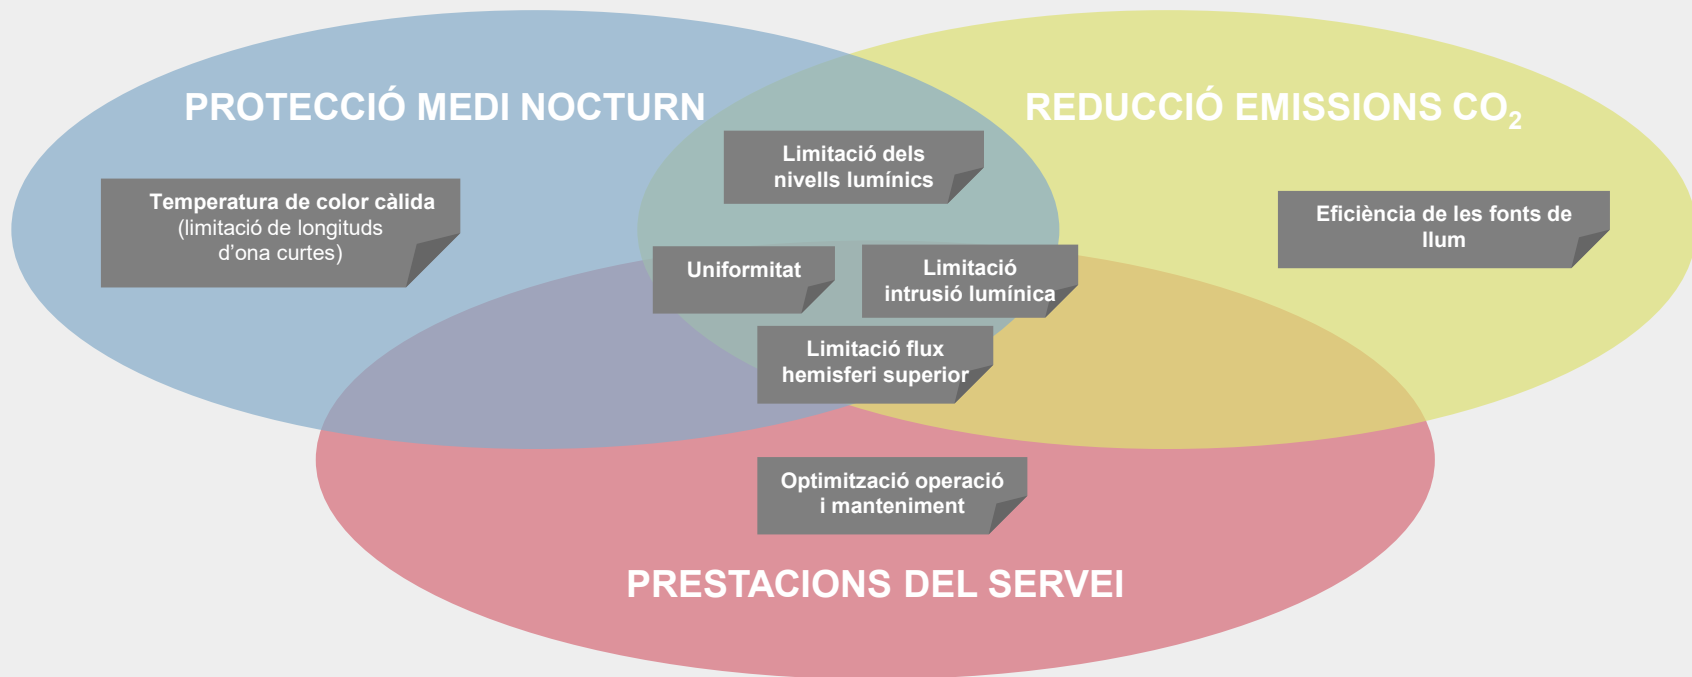 PROTECCIÓ MEDI NOCTURN
REDUCCIÓ EMISSIONS CO₂
Limitació dels
nivells lumínics
Temperatura de color càlida
(limitació de longituds
d’ona curtes)
Eficiència de les fonts de
llum
Uniformitat
Limitació
intrusió lumínica
Limitació flux
hemisferi superior
Optimització operació
i manteniment
PRESTACIONS DEL SERVEI